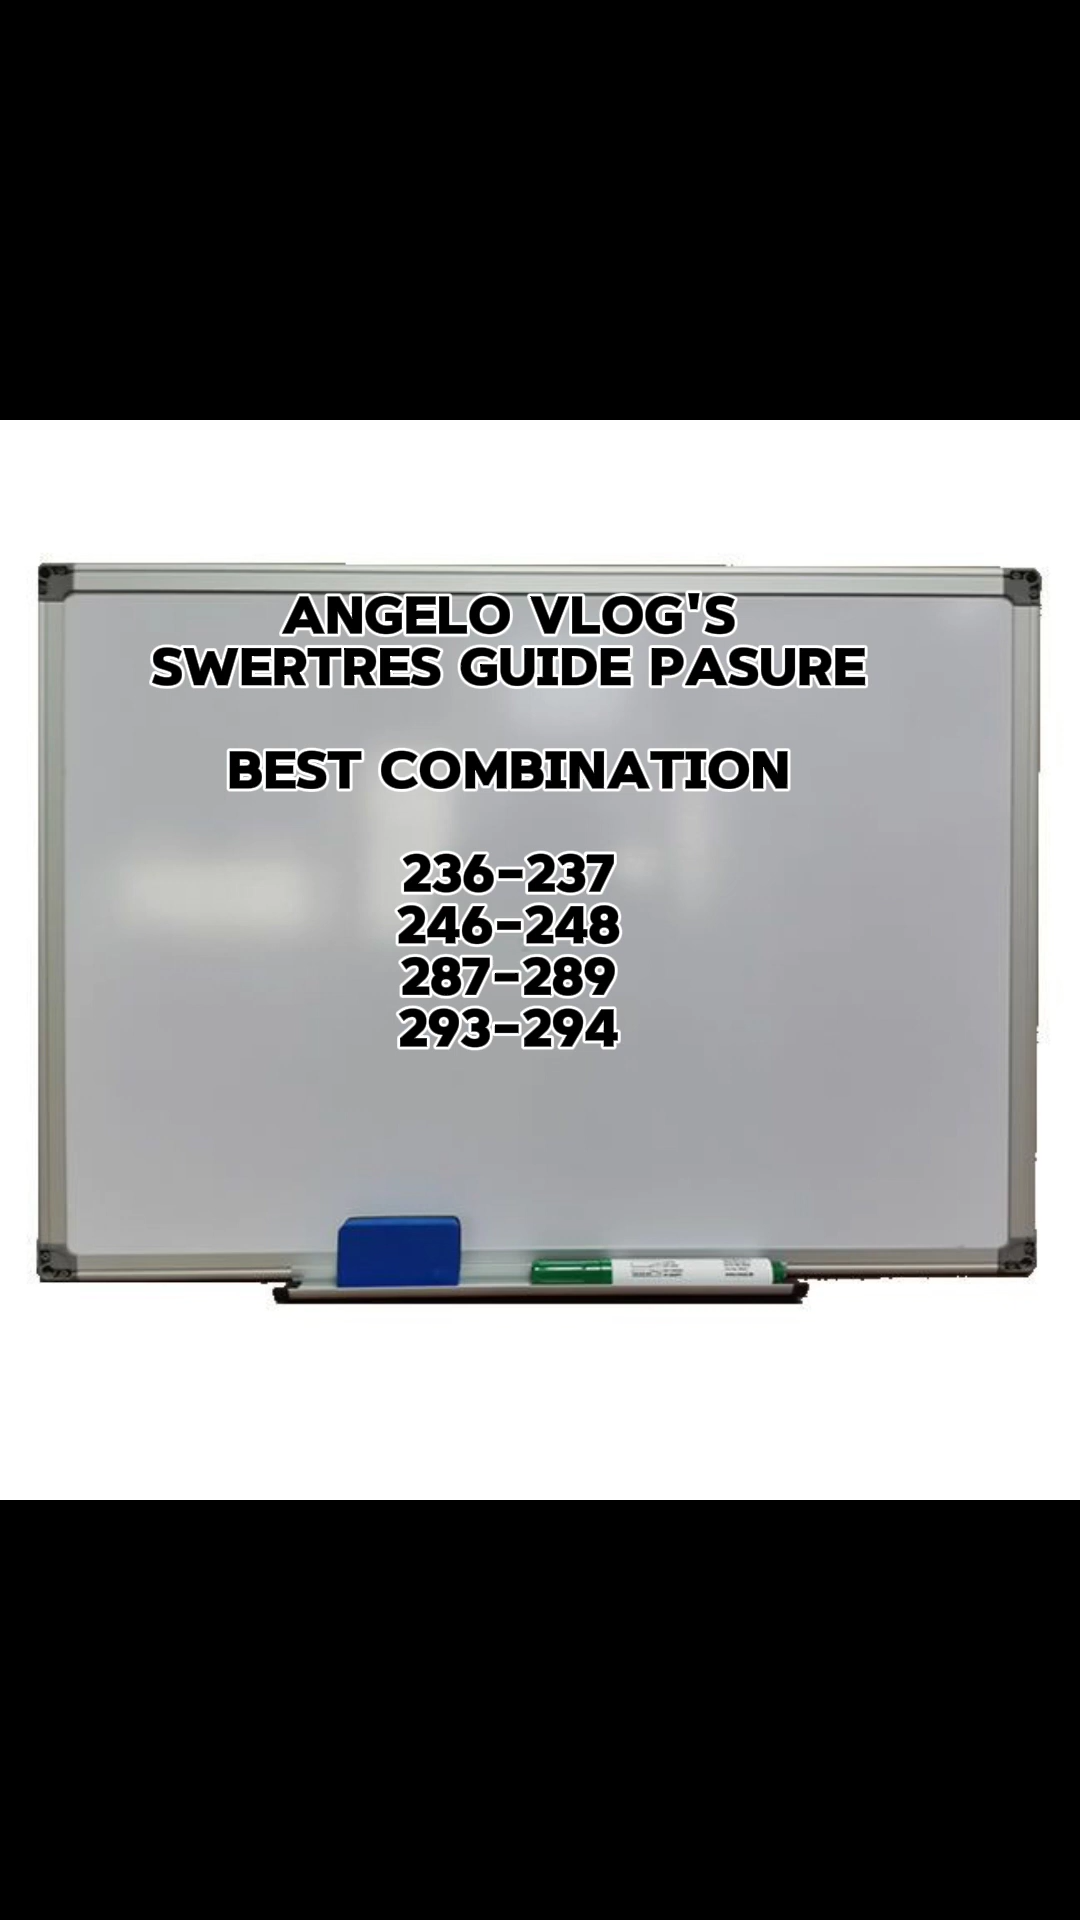 ANGELO VLOG'S
SWERTRES GUIDE PASURE
BEST COMBINATION
236-237
246-248
287-289
293-294